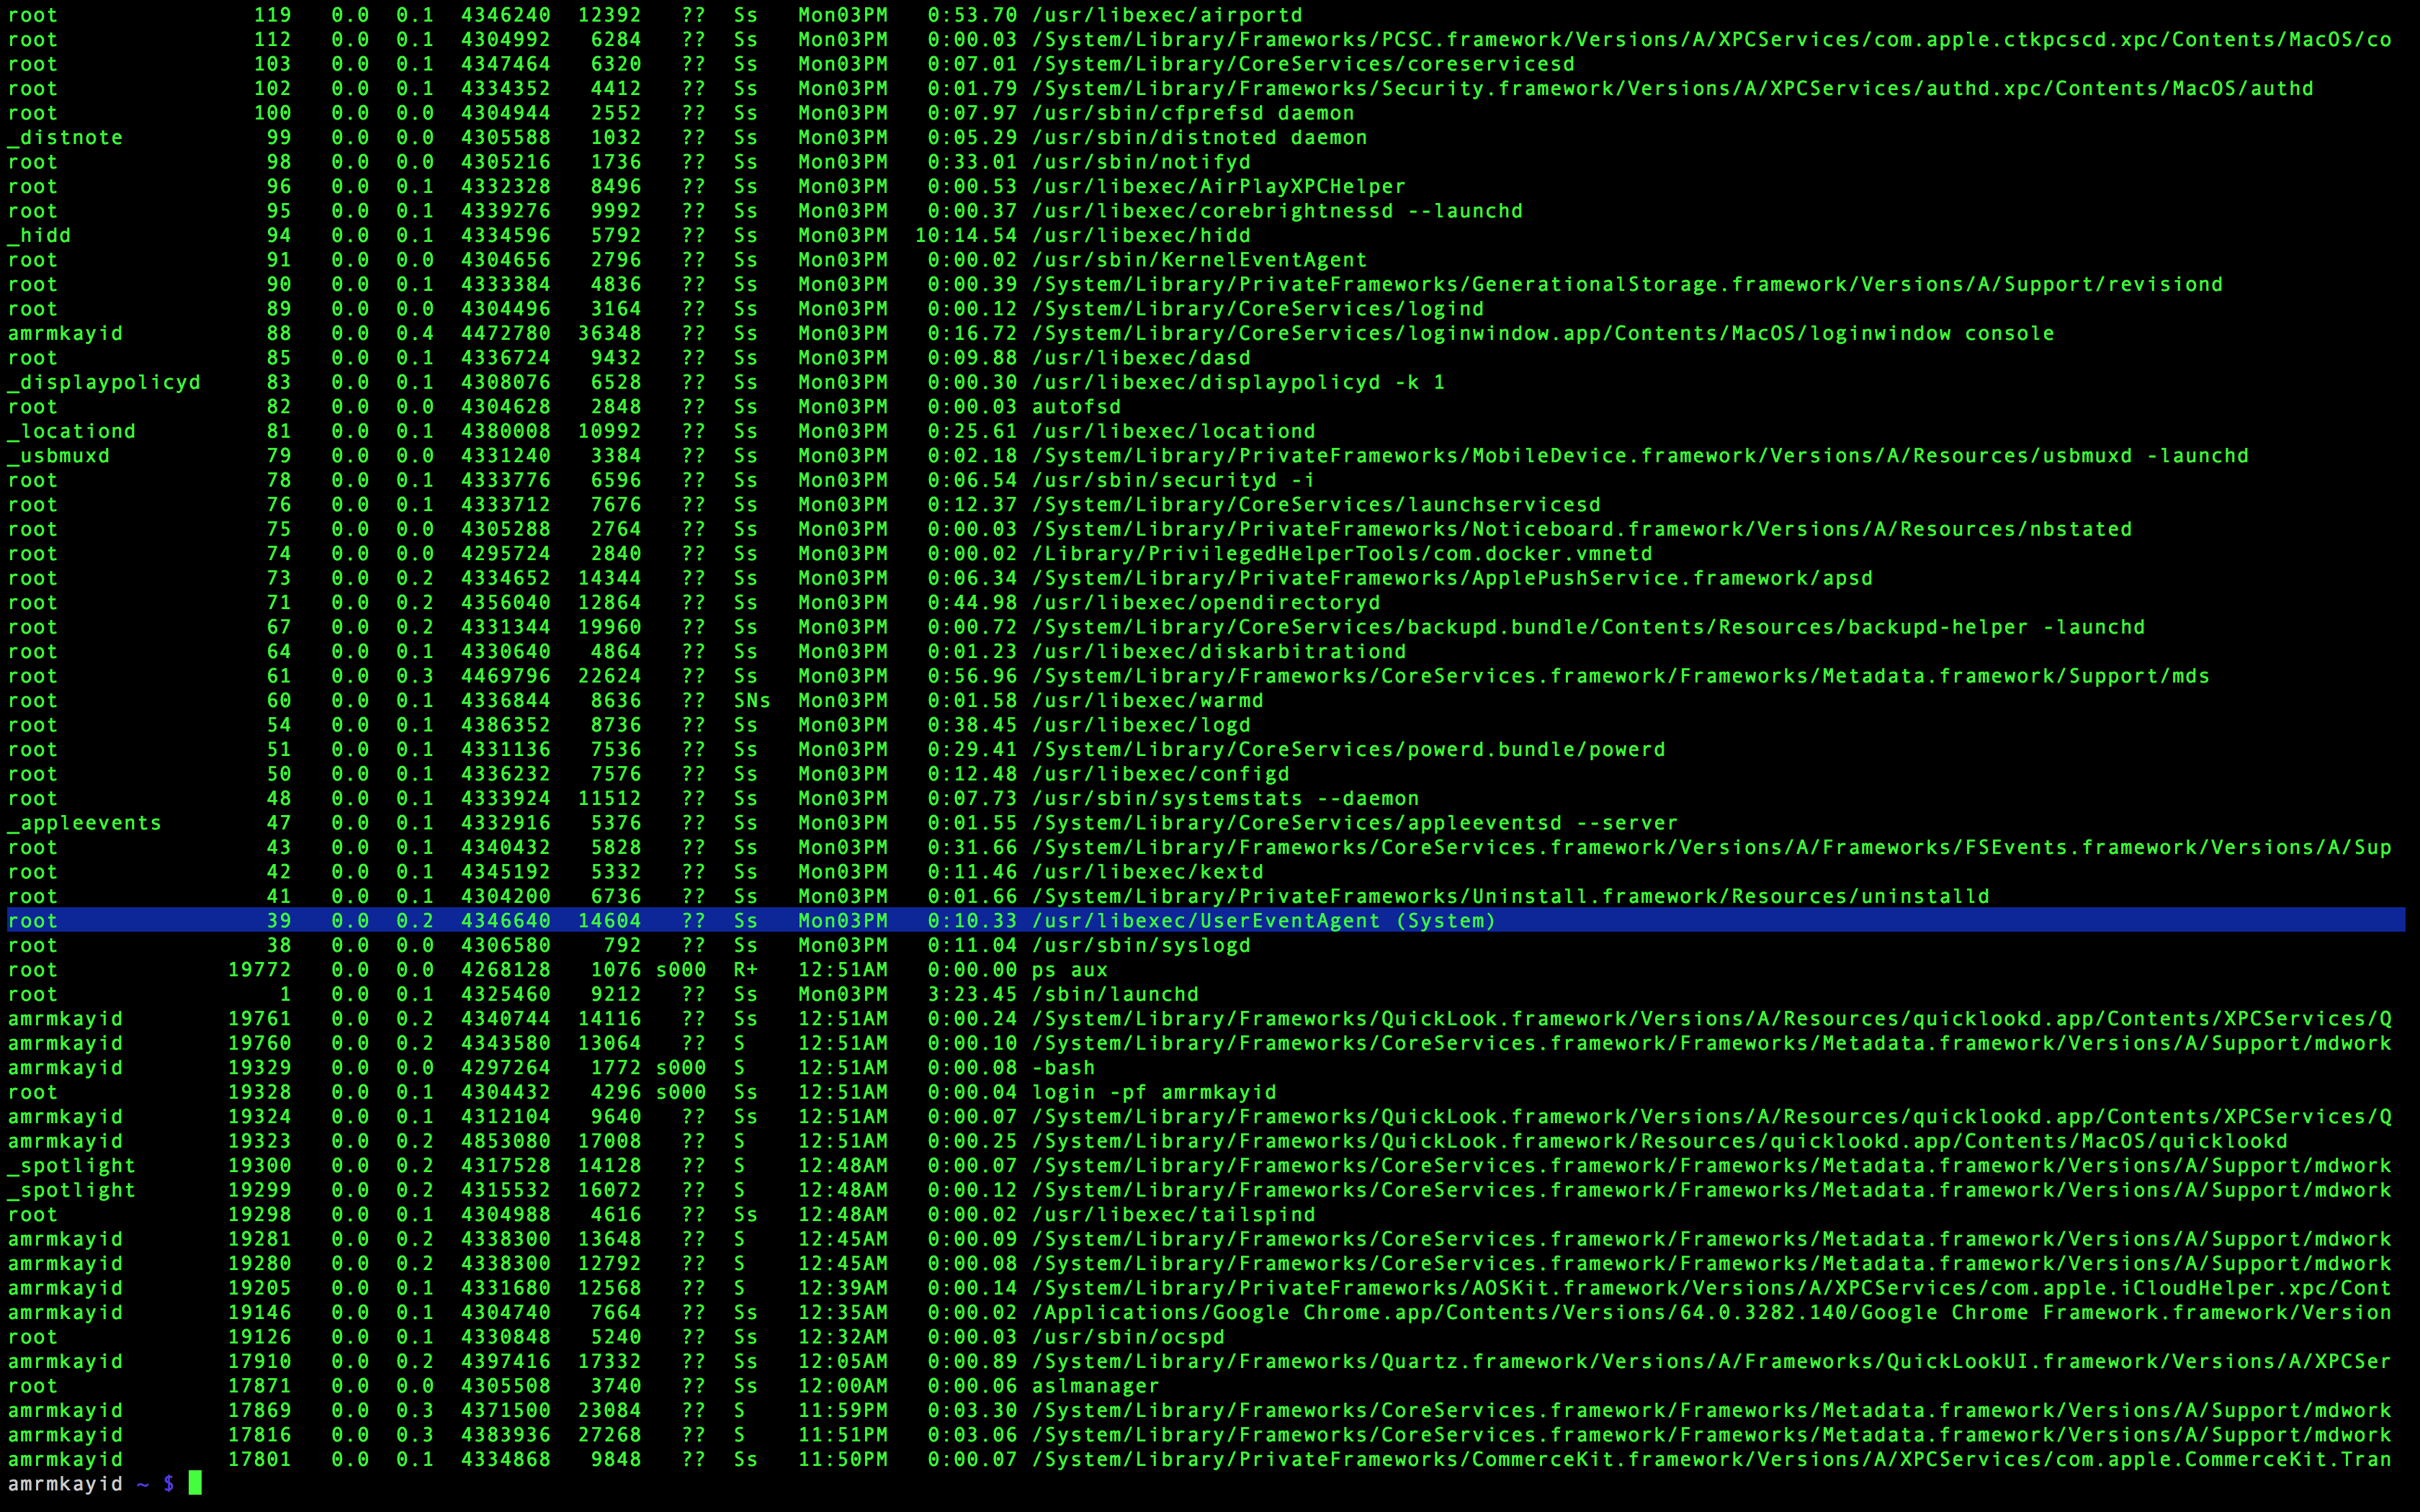 root 119 0.0 0.1 4346240 12392 ?? Ss Mon03PM 0:53.70 /usr/libexec/airportd
root 112 0.0 0.1 4304992 6284 ?? Ss Mon03PM 0:00.03 /System/Library/Frameworks/PCSC.framework/Versions/A/XPCServices/com.apple.ctkpcscd.xpc/Contents/MacOS/co
root 103 0.0 0.1 4347464 6320 ?? Ss Mon03PM 0:07.01 /System/Library/CoreServices/coreservicesd
root 102 0.0 0.1 4334352 4412 ?? Ss Mon03PM 0:01.79 /System/Library/Frameworks/Security.framework/Versions/A/XPCServices/authd.xpc/Contents/MacOS/authd
root 100 0.0 0.0 4304944 2552 ?? Ss Mon03PM 0:07.97 /usr/sbin/cfprefsd daemon
_distnote 99 0.0 0.0 4305588 1032 ?? Ss Mon03PM 0:05.29 /usr/sbin/distnoted daemon
root 98 0.0 0.0 4305216 1736 ?? Ss Mon03PM 0:33.01 /usr/sbin/notifyd
root 96 0.0 0.1 4332328 8496 ?? Ss Mon03PM 0:00.53 /usr/libexec/AirPlayXPCHelper
root 95 0.0 0.1 4339276 9992 ?? Ss Mon03PM 0:00.37 /usr/libexec/corebrightnessd --launchd
_hidd 94 0.0 0.1 4334596 5792 ?? Ss Mon03PM 10:14.54 /usr/libexec/hidd
root 91 0.0 0.0 4304656 2796 ?? Ss Mon03PM 0:00.02 /usr/sbin/KernelEventAgent
root 90 0.0 0.1 4333384 4836 ?? Ss Mon03PM 0:00.39 /System/Library/PrivateFrameworks/GenerationalStorage.framework/Versions/A/Support/revisiond
root 89 0.0 0.0 4304496 3164 ?? Ss Mon03PM 0:00.12 /System/Library/CoreServices/logind
amrmkayid 88 0.0 0.4 4472780 36348 ?? Ss Mon03PM 0:16.72 /System/Library/CoreServices/loginwindow.app/Contents/MacOS/loginwindow console
root 85 0.0 0.1 4336724 9432 ?? Ss Mon03PM 0:09.88 /usr/libexec/dasd
_displaypolicyd 83 0.0 0.1 4308076 6528 ?? Ss Mon03PM 0:00.30 /usr/libexec/displaypolicyd -k 1
root 82 0.0 0.0 4304628 2848 ?? Ss Mon03PM 0:00.03 autofsd
_locationd 81 0.0 0.1 4380008 10992 ?? Ss Mon03PM 0:25.61 /usr/libexec/locationd
_usbmuxd 79 0.0 0.0 4331240 3384 ?? Ss Mon03PM 0:02.18 /System/Library/PrivateFrameworks/MobileDevice.framework/Versions/A/Resources/usbmuxd -launchd
root 78 0.0 0.1 4333776 6596 ?? Ss Mon03PM 0:06.54 /usr/sbin/securityd -i
root 76 0.0 0.1 4333712 7676 ?? Ss Mon03PM 0:12.37 /System/Library/CoreServices/launchservicesd
root 75 0.0 0.0 4305288 2764 ?? Ss Mon03PM 0:00.03 /System/Library/PrivateFrameworks/Noticeboard.framework/Versions/A/Resources/nbstated
root 74 0.0 0.0 4295724 2840 ?? Ss Mon03PM 0:00.02 /Library/PrivilegedHelperTools/com.docker.vmnetd
root 73 0.0 0.2 4334652 14344 ?? Ss Mon03PM 0:06.34 /System/Library/PrivateFrameworks/ApplePushService.framework/apsd
root 71 0.0 0.2 4356040 12864 ?? Ss Mon03PM 0:44.98 /usr/libexec/opendirectoryd
root 67 0.0 0.2 4331344 19960 ?? Ss Mon03PM 0:00.72 /System/Library/CoreServices/backupd.bundle/Contents/Resources/backupd-helper -launchd
root 64 0.0 0.1 4330640 4864 ?? Ss Mon03PM 0:01.23 /usr/libexec/diskarbitrationd
root 61 0.0 0.3 4469796 22624 ?? Ss Mon03PM 0:56.96 /System/Library/Frameworks/CoreServices.framework/Frameworks/Metadata.framework/Support/mds
root 60 0.0 0.1 4336844 8636 ?? SNs Mon03PM 0:01.58 /usr/libexec/warmd
root 54 0.0 0.1 4386352 8736 ?? Ss Mon03PM 0:38.45 /usr/libexec/logd
root 51 0.0 0.1 4331136 7536 ?? Ss Mon03PM 0:29.41 /System/Library/CoreServices/powerd.bundle/powerd
root 50 0.0 0.1 4336232 7576 ?? Ss Mon03PM 0:12.48 /usr/libexec/configd
root 48 0.0 0.1 4333924 11512 ?? Ss Mon03PM 0:07.73 /usr/sbin/systemstats --daemon
_appleevents 47 0.0 0.1 4332916 5376 ?? Ss Mon03PM 0:01.55 /System/Library/CoreServices/appleeventsd --server
root 43 0.0 0.1 4340432 5828 ?? Ss Mon03PM 0:31.66 /System/Library/Frameworks/CoreServices.framework/Versions/A/Frameworks/FSEvents.framework/Versions/A/Sup
root 42 0.0 0.1 4345192 5332 ?? Ss Mon03PM 0:11.46 /usr/libexec/kextd
root 41 0.0 0.1 4304200 6736 ?? Ss Mon03PM 0:01.66 /System/Library/PrivateFrameworks/Uninstall.framework/Resources/uninstalld
root 39 0.0 0.2 4346640 14604 ?? Ss Mon03PM 0:10.33 /usr/libexec/UserEventAgent (System)
root 38 0.0 0.0 4306580 792 ?? Ss Mon03PM 0:11.04 /usr/sbin/syslogd
root 19772 0.0 0.0 4268128 1076 s000 R+ 12:51AM 0:00.00 ps aux
root 1 0.0 0.1 4325460 9212 ?? Ss Mon03PM 3:23.45 /sbin/launchd
amrmkayid 19761 0.0 0.2 4340744 14116 ?? Ss 12:51AM 0:00.24 /System/Library/Frameworks/QuickLook.framework/Versions/A/Resources/quicklookd.app/Contents/XPCServices/Q
amrmkayid 19760 0.0 0.2 4343580 13064 ?? S 12:51AM 0:00.10 /System/Library/Frameworks/CoreServices.framework/Frameworks/Metadata.framework/Versions/A/Support/mdwork
amrmkayid 19329 0.0 0.0 4297264 1772 s000 S 12:51AM 0:00.08 -bash
root 19328 0.0 0.1 4304432 4296 s000 Ss 12:51AM 0:00.04 login -pf amrmkayid
amrmkayid 19324 0.0 0.1 4312104 9640 ?? Ss 12:51AM 0:00.07 /System/Library/Frameworks/QuickLook.framework/Versions/A/Resources/quicklookd.app/Contents/XPCServices/Q
amrmkayid 19323 0.0 0.2 4853080 17008 ?? S 12:51AM 0:00.25 /System/Library/Frameworks/QuickLook.framework/Resources/quicklookd.app/Contents/MacOS/quicklookd
_spotlight 19300 0.0 0.2 4317528 14128 ?? S 12:48AM 0:00.07 /System/Library/Frameworks/CoreServices.framework/Frameworks/Metadata.framework/Versions/A/Support/mdwork
_spotlight 19299 0.0 0.2 4315532 16072 ?? S 12:48AM 0:00.12 /System/Library/Frameworks/CoreServices.framework/Frameworks/Metadata.framework/Versions/A/Support/mdwork
root 19298 0.0 0.1 4304988 4616 ?? Ss 12:48AM 0:00.02 /usr/libexec/tailspind
amrmkayid 19281 0.0 0.2 4338300 13648 ?? S 12:45AM 0:00.09 /System/Library/Frameworks/CoreServices.framework/Frameworks/Metadata.framework/Versions/A/Support/mdwork
amrmkayid 19280 0.0 0.2 4338300 12792 ?? S 12:45AM 0:00.08 /System/Library/Frameworks/CoreServices.framework/Frameworks/Metadata.framework/Versions/A/Support/mdwork
amrmkayid 19205 0.0 0.1 4331680 12568 ?? S 12:39AM 0:00.14 /System/Library/PrivateFrameworks/AOSKit.framework/Versions/A/XPCServices/com.apple.iCloudHelper.xpc/Cont
amrmkayid 19146 0.0 0.1 4304740 7664 ?? Ss 12:35AM 0:00.02 /Applications/Google Chrome.app/Contents/Versions/64.0.3282.140/Google Chrome Framework.framework/Version
root 19126 0.0 0.1 4330848 5240 ?? Ss 12:32AM 0:00.03 /usr/sbin/ocspd
amrmkayid 17910 0.0 0.2 4397416 17332 ?? Ss 12:05AM 0:00.89 /System/Library/Frameworks/Quartz.framework/Versions/A/Frameworks/QuickLookUI.framework/Versions/A/XPCSer
root 17871 0.0 0.0 4305508 3740 ?? Ss 12:00AM 0:00.06 aslmanager
amrmkayid 17869 0.0 0.3 4371500 23084 ?? S 11:59PM 0:03.30 /System/Library/Frameworks/CoreServices.framework/Frameworks/Metadata.framework/Versions/A/Support/mdwork
amrmkayid 17816 0.0 0.3 4383936 27268 ?? S 11:51PM 0:03.06 /System/Library/Frameworks/CoreServices.framework/Frameworks/Metadata.framework/Versions/A/Support/mdwork
amrmkayid 17801 0.0 0.1 4334868 9848 ?? Ss 11:50PM 0:00.07 /System/Library/PrivateFrameworks/CommerceKit.framework/Versions/A/XPCServices/com.apple.CommerceKit.Tran
amrmkayid ~ $